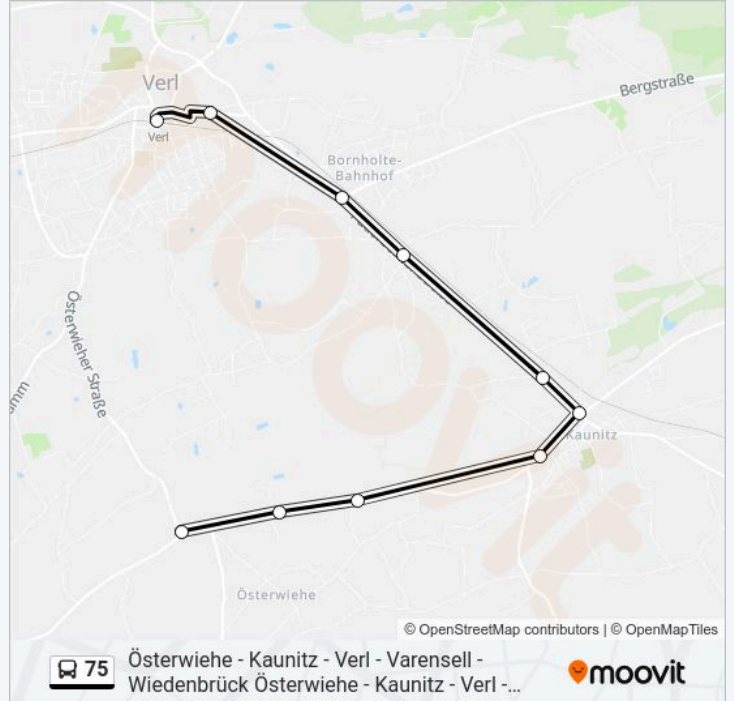 Verl
Bergstraße
Verl
Bornholte-
Bahnhof
Österwieher Straße
Kaunitz
Österwiehe
© OpenStreetMap contributors | © OpenMapTiles
75
Österwiehe - Kaunitz - Verl - Varensell -
Wiedenbrück Österwiehe - Kaunitz - Verl -...
moovit
moovit